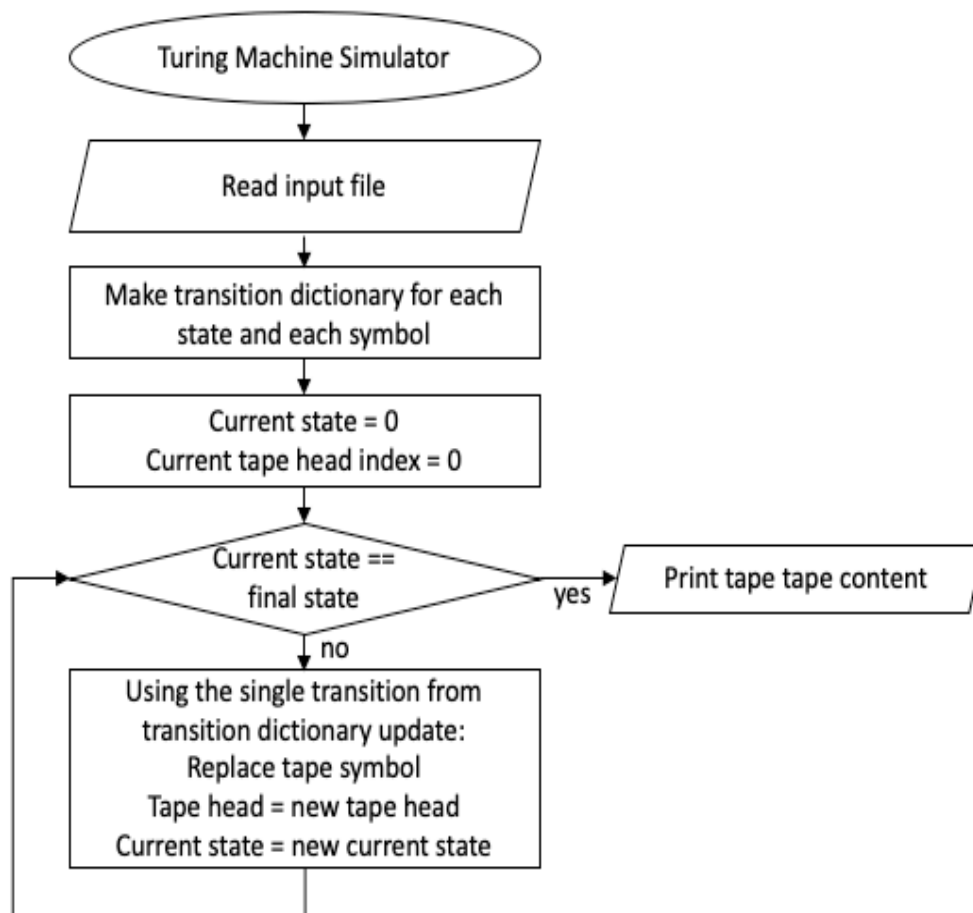 Turing Machine Simulator
Read input file
Make transition dictionary for each
state and each symbol
Current state = 0
Current tape head index = 0
Current state ==
final state
yes
Print tape tape content
no
Using the single transition from
transition dictionary update:
Replace tape symbol
Tape head = new tape head
Current state = new current state